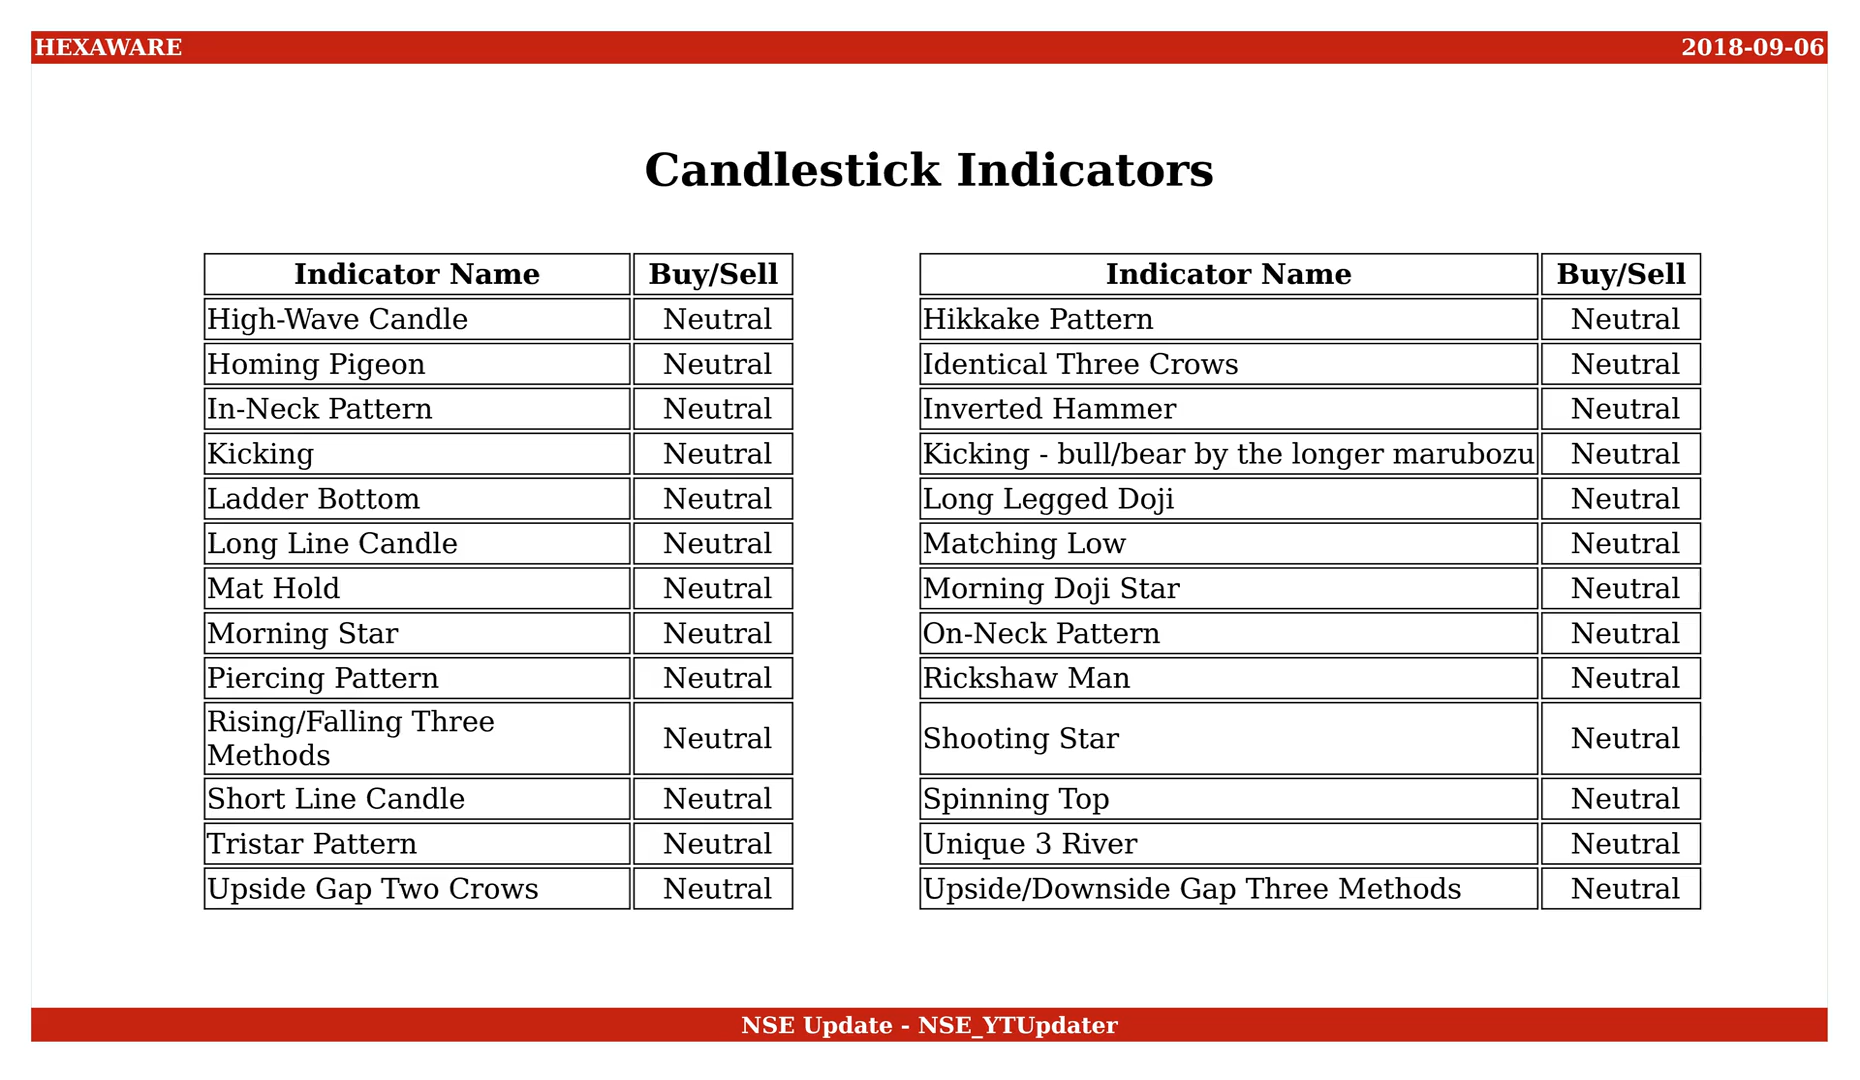 HEXAWARE 2018-09-06
Candlestick Indicators
Indicator Name Buy/Sell
High-Wave Candle Neutral
Homing Pigeon Neutral
In-Neck Pattern Neutral
Kicking Neutral
Ladder Bottom Neutral
Long Line Candle Neutral
Mat Hold Neutral
Morning Star Neutral
Piercing Pattern Neutral
Rising/Falling Three
Methods Neutral
Short Line Candle Neutral
Tristar Pattern Neutral
Upside Gap Two Crows Neutral
Indicator Name Buy/Sell
Hikkake Pattern Neutral
Identical Three Crows Neutral
Inverted Hammer Neutral
Kicking - bull/bear by the longer marubozu Neutral
Long Legged Doji Neutral
Matching Low Neutral
Morning Doji Star Neutral
On-Neck Pattern Neutral
Rickshaw Man Neutral
Shooting Star Neutral
Spinning Top Neutral
Unique 3 River Neutral
Upside/Downside Gap Three Methods Neutral
NSE Update - NSE_YTUpdater